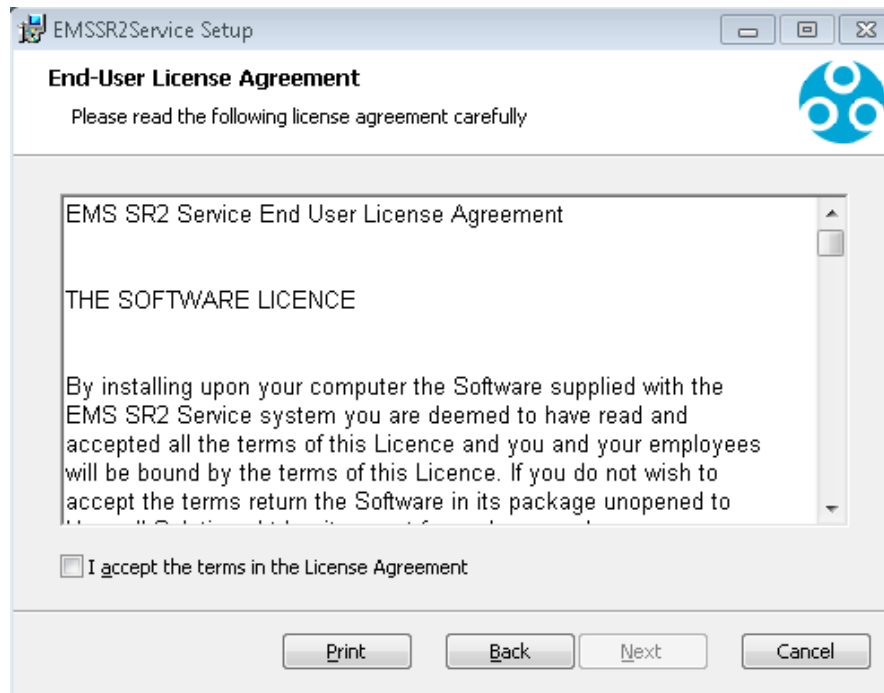 EMSSR2Service Setup
End-User License Agreement
Please read the following license agreement carefully
EMS SR2 Service End User License Agreement
THE SOFTWARE LICENCE
By installing upon your computer the Software supplied with the
EMS SR2 Service system you are deemed to have read and
accepted all the terms of this Licence and you and your employees
will be bound by the terms of this Licence. If you do not wish to
accept the terms return the Software in its package unopened to
I accept the terms in the License Agreement
Print
Back
Next
Cancel